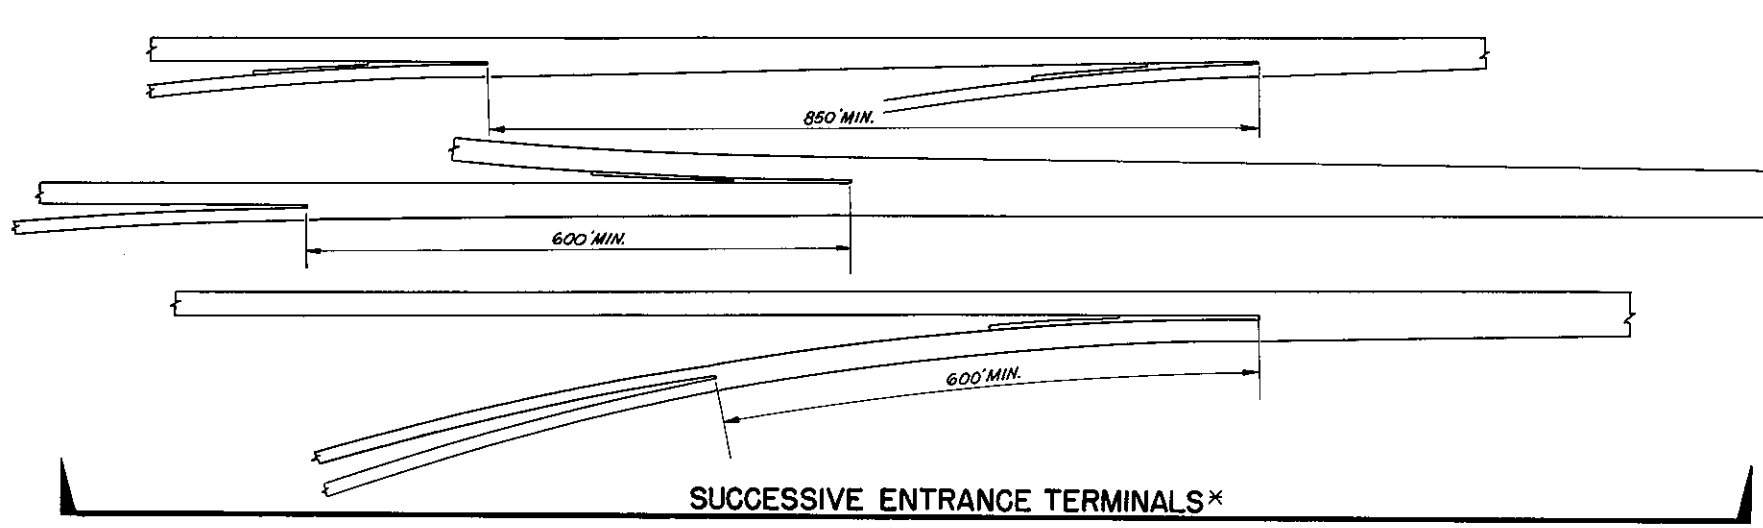 850'MIN.
600'MIN.
600'MIN.
SUCCESSIVE ENTRANCE TERMINALS*